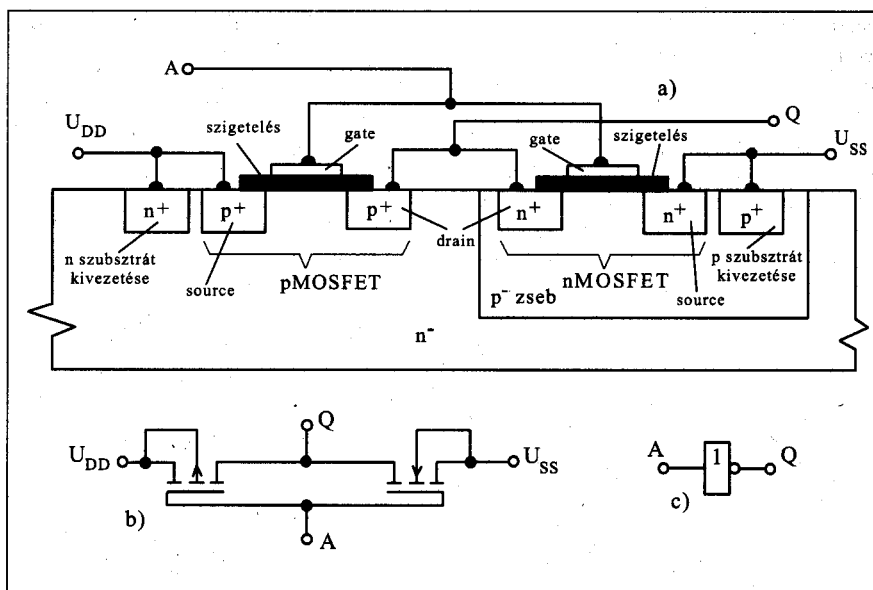 A
a)
U_DD
szigetelés
gate
Q
gate
szigetelés
U_SS
n+
p+
p+
n+
n+
p+
drain
n szubsztrát
kivezetése
source
pMOSFET
nMOSFET
source
p szubsztrát
kivezetése
p⁻ zseb
n⁻
U_DD
Q
U_SS
b)
A
A
1
Q
c)